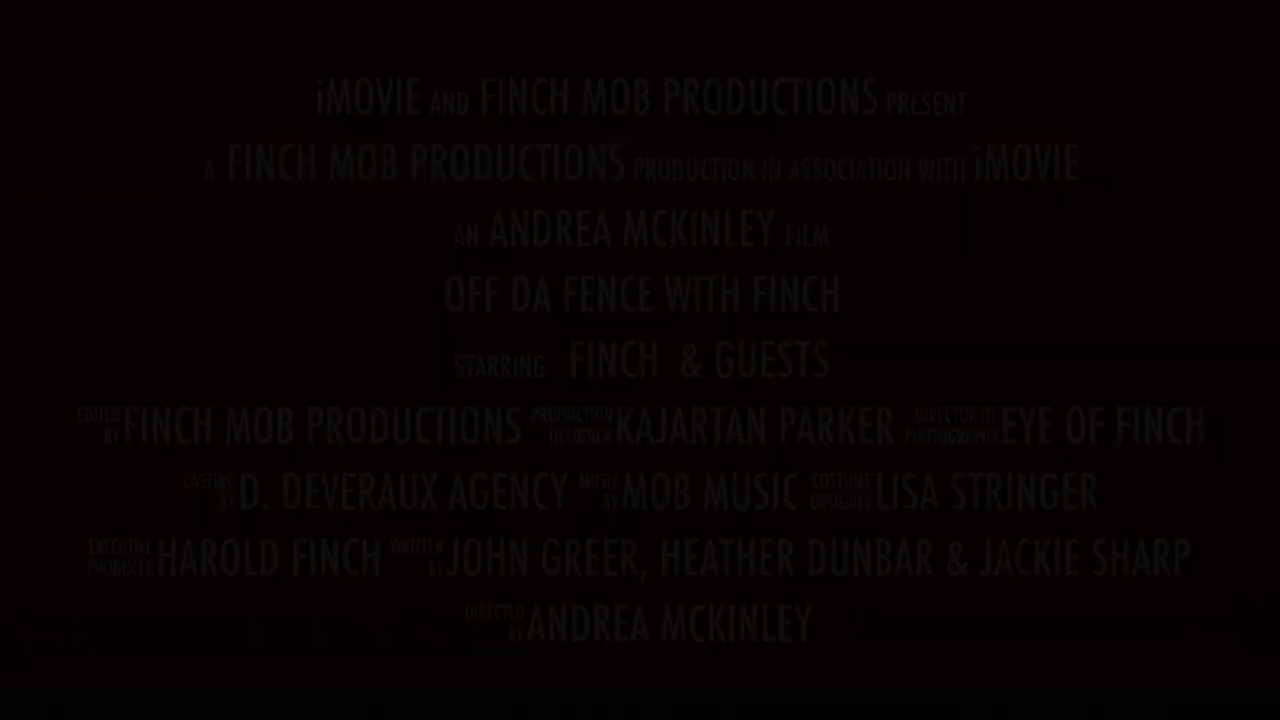 iMOVIE AND FINCH MOB PRODUCTIONS PRESENT
A FINCH MOB PRODUCTIONS PRODUCTION IN ASSOCIATION WITH iMOVIE
AN ANDREA MCKINLEY FILM
OFF DA FENCE WITH FINCH
STARRING FINCH & GUESTS
EDITED BY FINCH MOB PRODUCTIONS PRODUCTION DESIGNER KAJARTAN PARKER DIRECTOR OF PHOTOGRAPHY EYE OF FINCH
CASTING BY D. DEVERAUX AGENCY MUSIC BY MOB MUSIC COSTUME DESIGNER LISA STRINGER
EXECUTIVE PRODUCER HAROLD FINCH WRITTEN BY JOHN GREER, HEATHER DUNBAR & JACKIE SHARP
DIRECTED BY ANDREA MCKINLEY